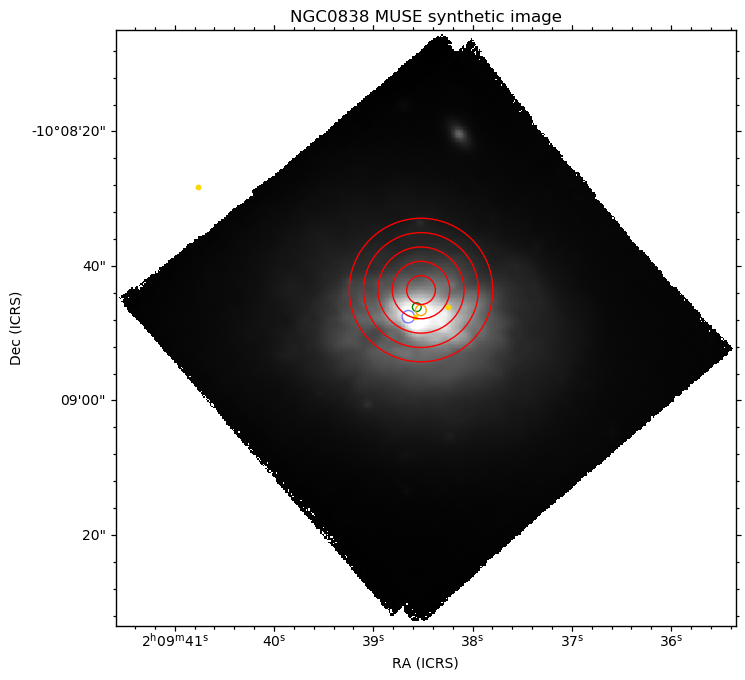 NGC0838 MUSE synthetic image
-10°08'20"
40"
09'00"
20"
Dec (ICRS)
2ʰ09ᵐ41ˢ 40ˢ 39ˢ 38ˢ 37ˢ 36ˢ
RA (ICRS)